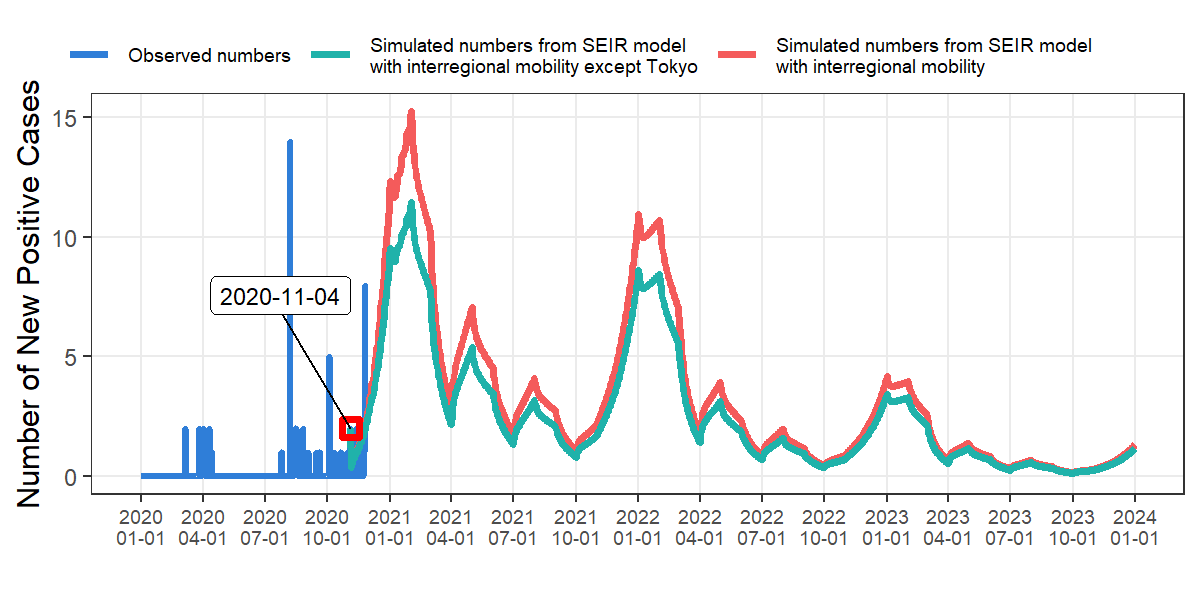 Observed numbers
Simulated numbers from SEIR model
with interregional mobility except Tokyo
Simulated numbers from SEIR model
with interregional mobility
Number of New Positive Cases
15
10
5
0
2020-11-04
2020 2020 2020 2020 2021 2021 2021 2021 2022 2022 2022 2022 2023 2023 2023 2023 2024
01-01 04-01 07-01 10-01 01-01 04-01 07-01 10-01 01-01 04-01 07-01 10-01 01-01 04-01 07-01 10-01 01-01